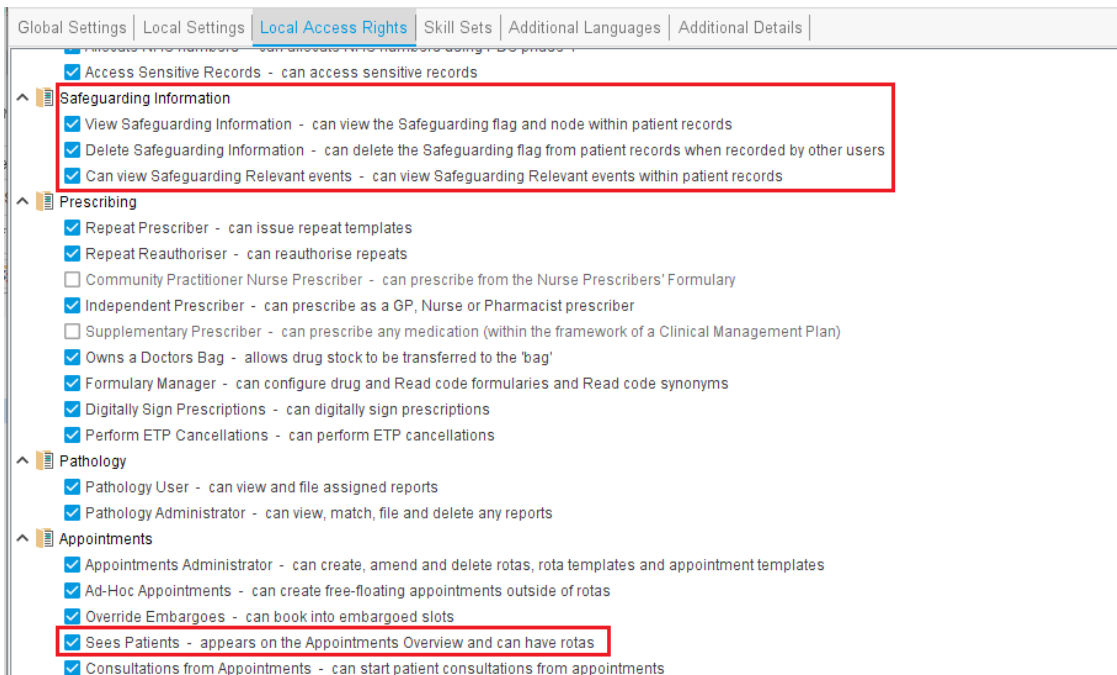 Global Settings Local Settings Local Access Rights Skill Sets Additional Languages Additional Details
Allocate NHS numbers - can allocate NHS numbers using PDS phase 1
Access Sensitive Records - can access sensitive records
Safeguarding Information
View Safeguarding Information - can view the Safeguarding flag and node within patient records
Delete Safeguarding Information - can delete the Safeguarding flag from patient records when recorded by other users
Can view Safeguarding Relevant events - can view Safeguarding Relevant events within patient records
Prescribing
Repeat Prescriber - can issue repeat templates
Repeat Reauthoriser - can reauthorise repeats
Community Practitioner Nurse Prescriber - can prescribe from the Nurse Prescribers' Formulary
Independent Prescriber - can prescribe as a GP, Nurse or Pharmacist prescriber
Supplementary Prescriber - can prescribe any medication (within the framework of a Clinical Management Plan)
Owns a Doctors Bag - allows drug stock to be transferred to the 'bag'
Formulary Manager - can configure drug and Read code formularies and Read code synonyms
Digitally Sign Prescriptions - can digitally sign prescriptions
Perform ETP Cancellations - can perform ETP cancellations
Pathology
Pathology User - can view and file assigned reports
Pathology Administrator - can view, match, file and delete any reports
Appointments
Appointments Administrator - can create, amend and delete rotas, rota templates and appointment templates
Ad-Hoc Appointments - can create free-floating appointments outside of rotas
Override Embargoes - can book into embargoed slots
Sees Patients - appears on the Appointments Overview and can have rotas
Consultations from Appointments - can start patient consultations from appointments